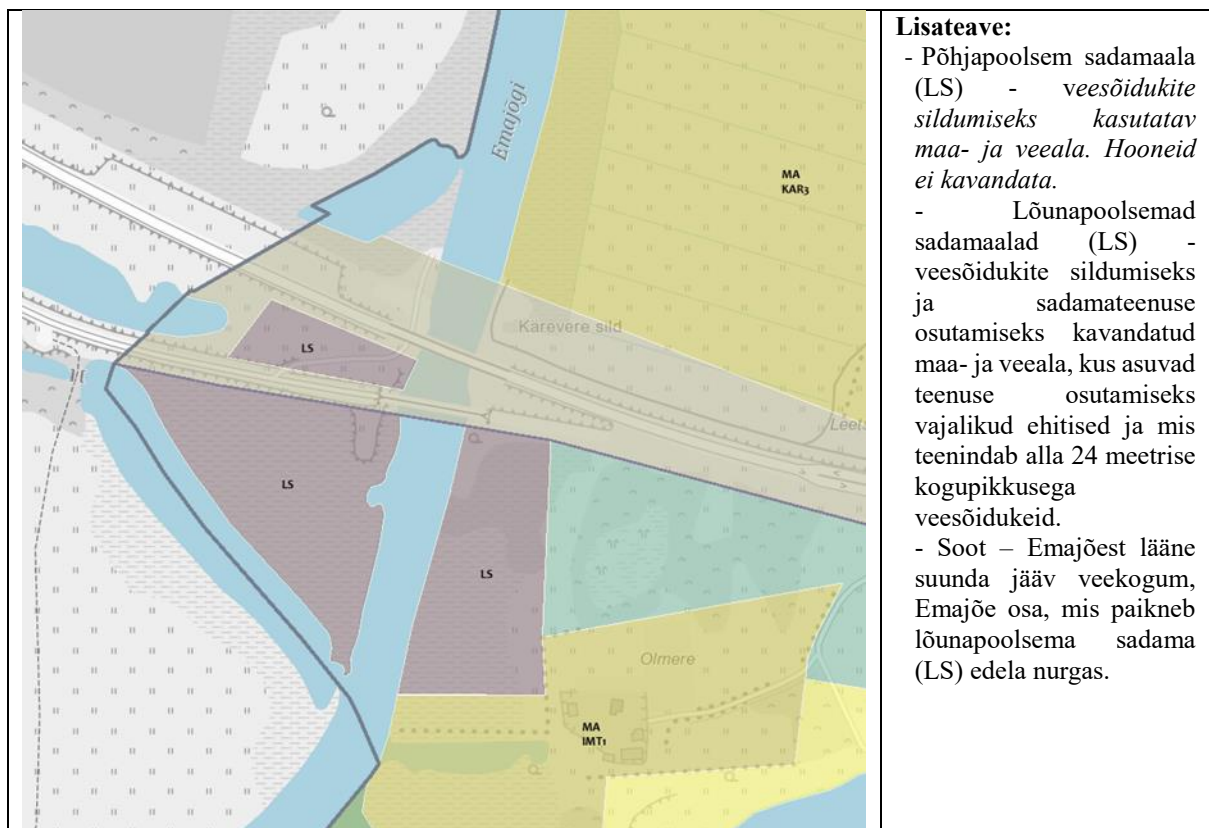 Emajõgi
MA
KAR3
Karevere sild
LS
Leets
LS
LS
Olmere
MA
IMT1
Lisateave:
- Põhjapoolsem sadamaala
(LS) - veesõidukite
sildumiseks kasutatav
maa- ja veeala. Hooneid
ei kavandata.
- Lõunapoolsemad
sadamaalad (LS) -
veesõidukite sildumiseks
ja sadamateenuse
osutamiseks kavandatud
maa- ja veeala, kus asuvad
teenuse osutamiseks
vajalikud ehitised ja mis
teenindab alla 24 meetrise
kogupikkusega
veesõidukeid.
- Soot – Emajõest lääne
suunda jääv veekogum,
Emajõe osa, mis paikneb
lõunapoolsema sadama
(LS) edela nurgas.